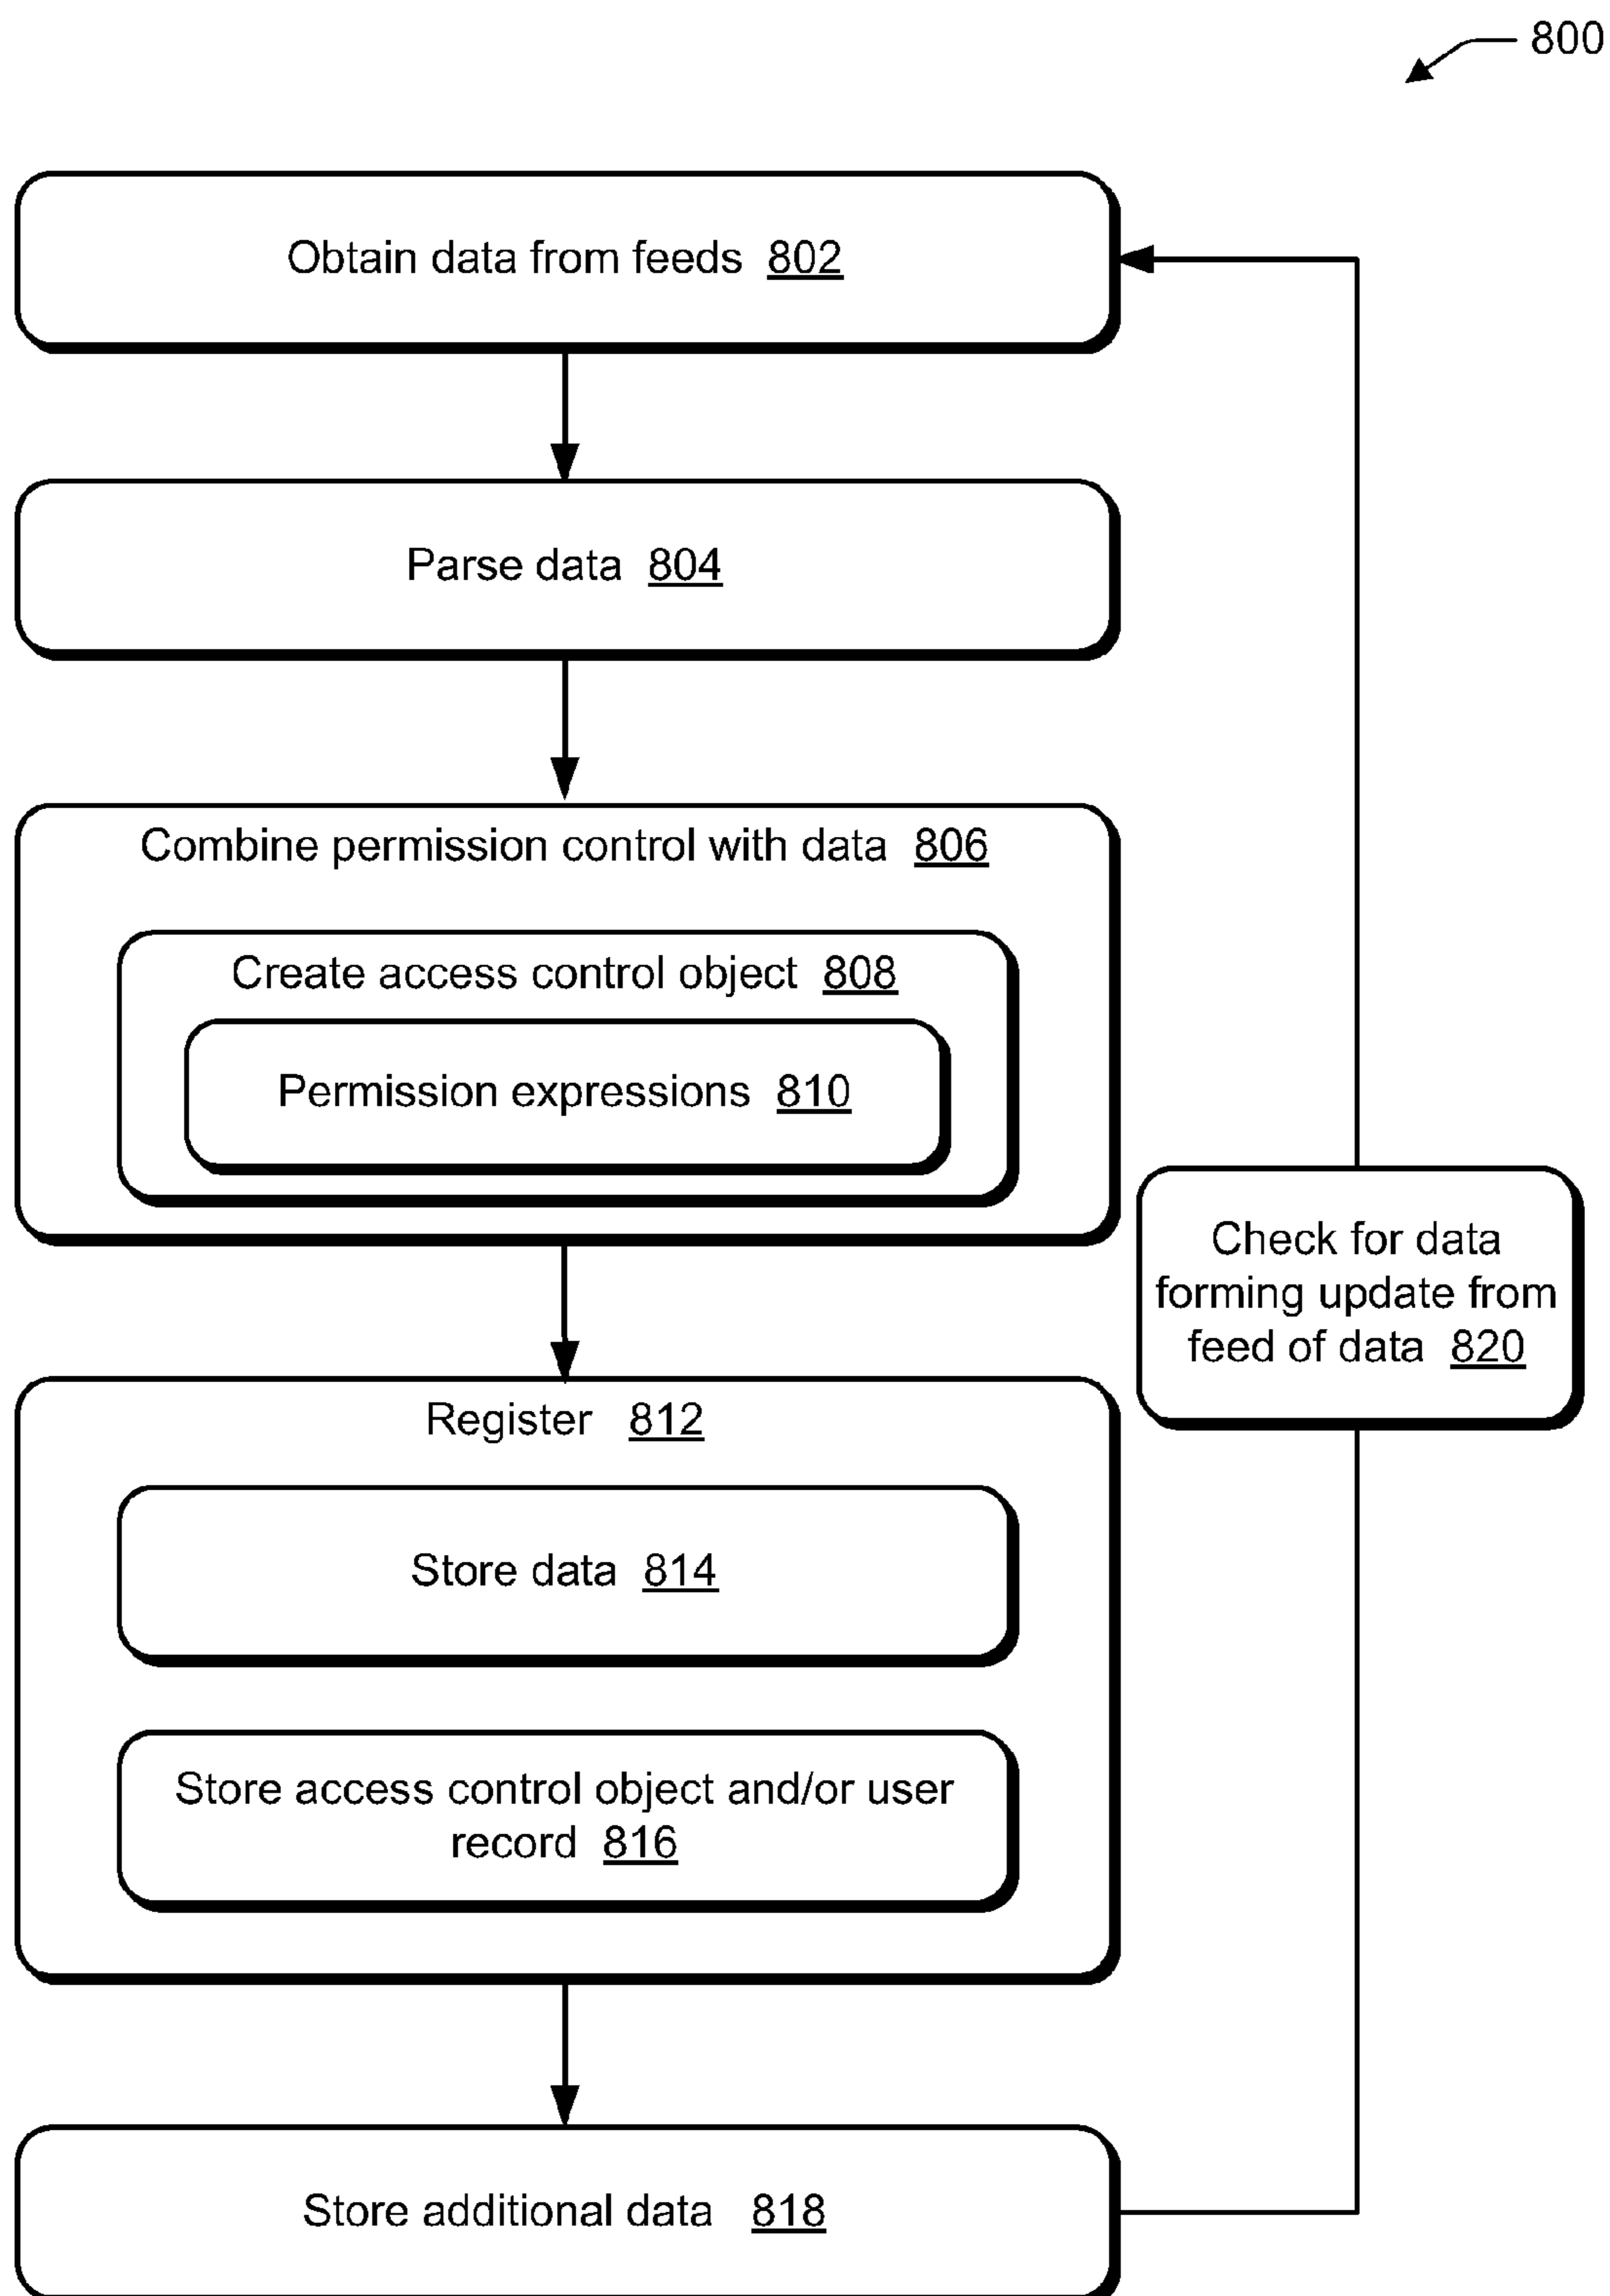 800
Obtain data from feeds 802
Parse data 804
Combine permission control with data 806
Create access control object 808
Permission expressions 810
Check for data
forming update from
feed of data 820
Register 812
Store data 814
Store access control object and/or user
record 816
Store additional data 818